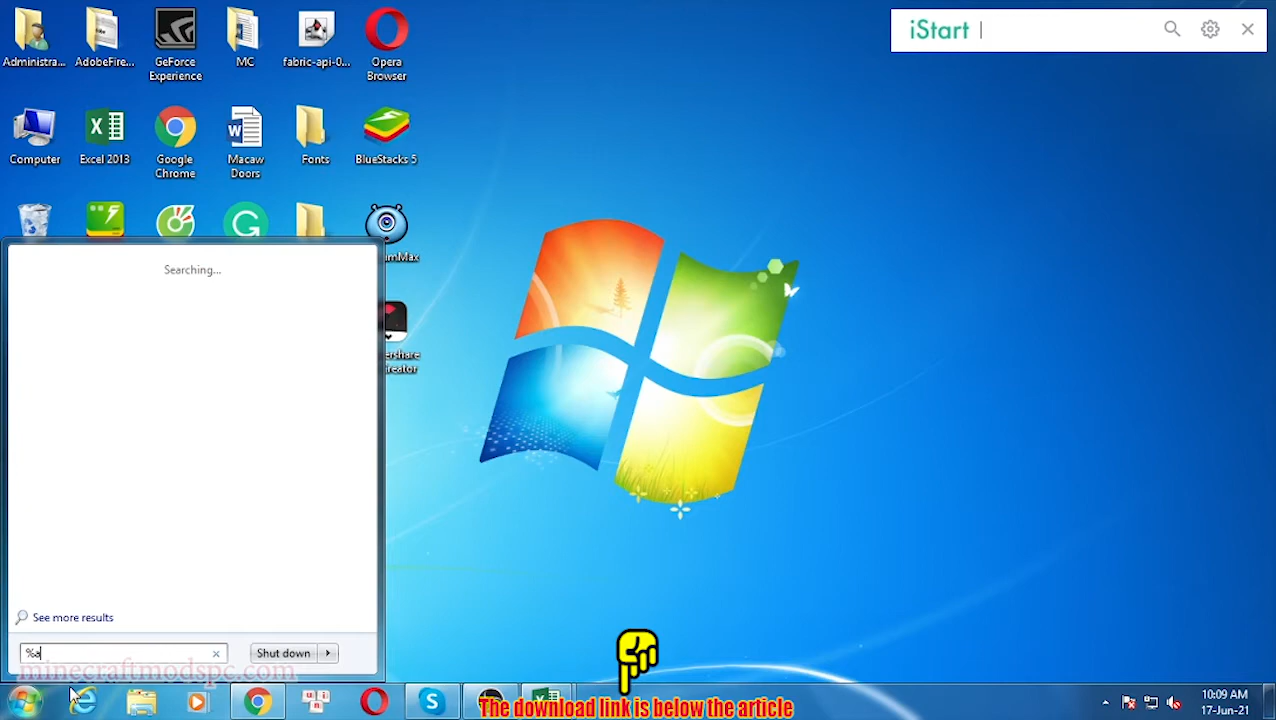 iStart
Administra...
AdobeFire...
GeForce
Experience
MC
fabric-api-0...
Opera
Browser
Computer
Excel 2013
Google
Chrome
Macaw
Doors
Fonts
BlueStacks 5
Searching...
See more results
%a
Shut down
minecraftmodspc.com
The download link is below the article
10:09 AM
17-Jun-21